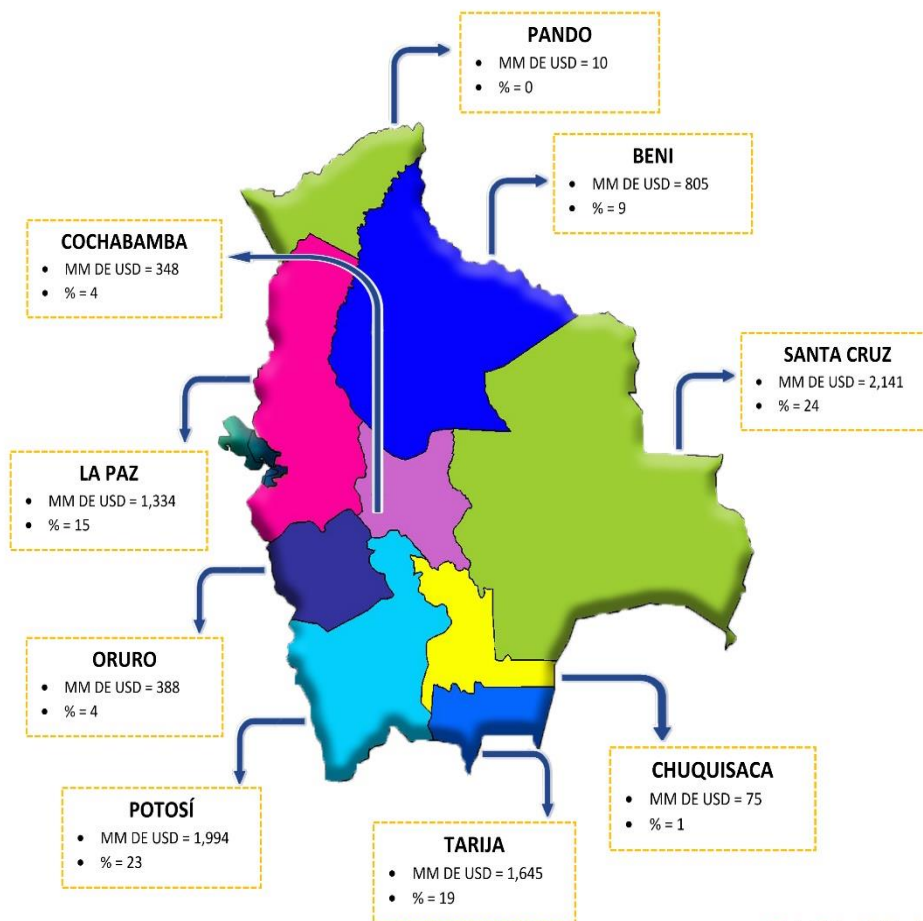 PANDO
• MM DE USD = 10
• % = 0
BENI
• MM DE USD = 805
• % = 9
COCHABAMBA
• MM DE USD = 348
• % = 4
SANTA CRUZ
• MM DE USD = 2,141
• % = 24
LA PAZ
• MM DE USD = 1,334
• % = 15
ORURO
• MM DE USD = 388
• % = 4
CHUQUISACA
• MM DE USD = 75
• % = 1
POTOSÍ
• MM DE USD = 1,994
• % = 23
TARIJA
• MM DE USD = 1,645
• % = 19